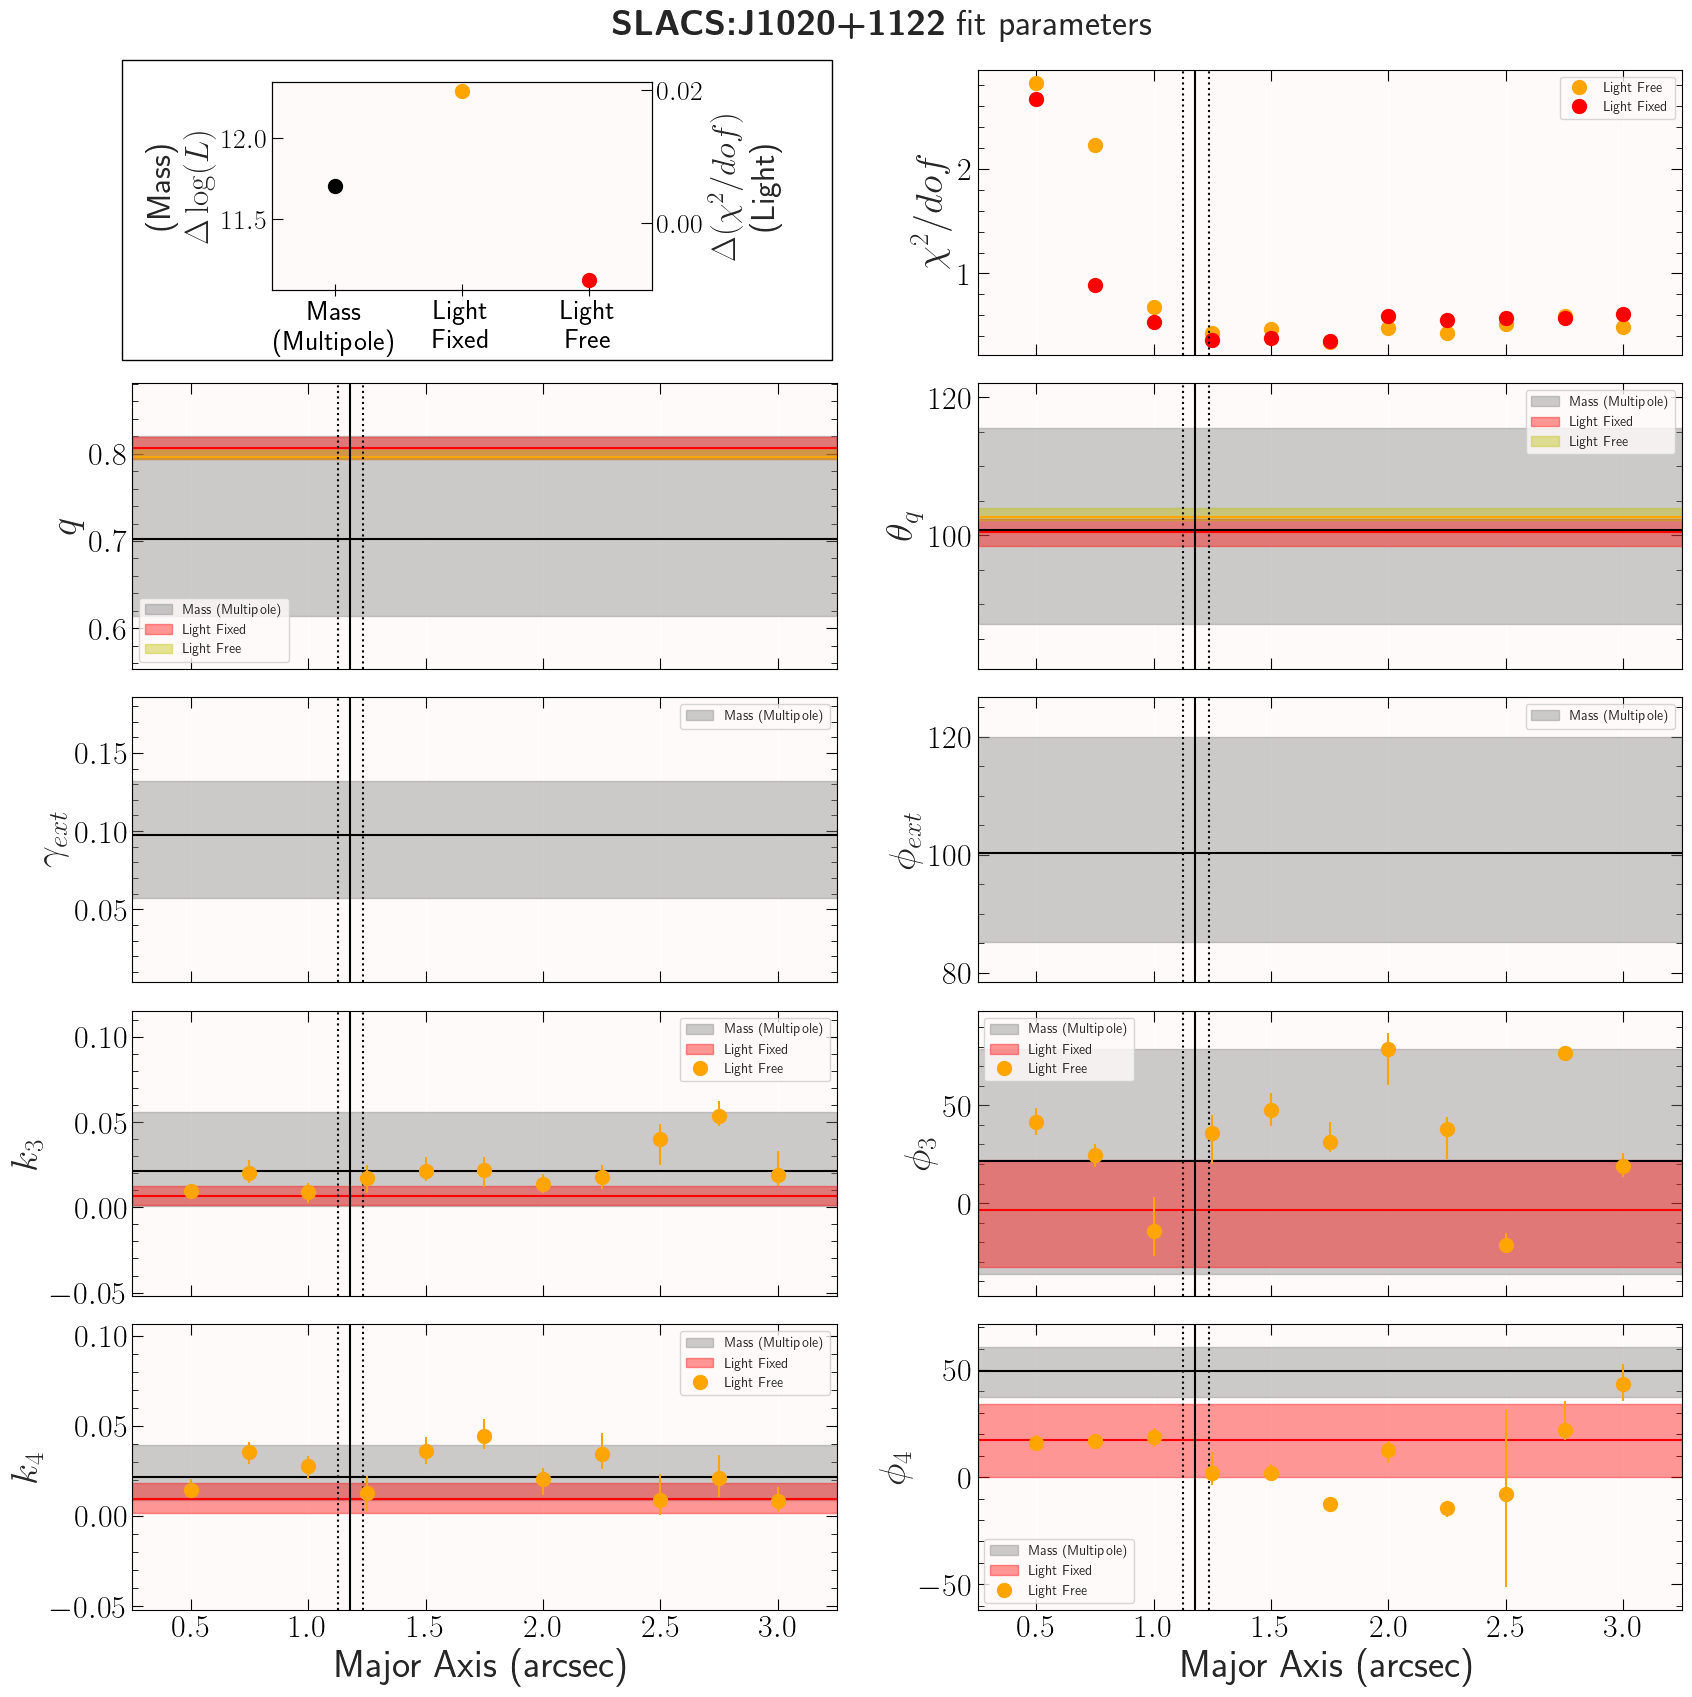 SLACS:J1020+1122 fit parameters
(Mass)
Δ log(L)
12.0
11.5
0.02
0.00
Δ(χ²/dof)
(Light)
Mass
(Multipole)
Light
Fixed
Light
Free
χ²/dof
2
1
Light Free
Light Fixed
q
0.8
0.7
0.6
Mass (Multipole)
Light Fixed
Light Free
θq
120
100
Mass (Multipole)
Light Fixed
Light Free
γext
0.15
0.10
0.05
Mass (Multipole)
ϕext
120
100
80
Mass (Multipole)
k3
0.10
0.05
0.00
−0.05
Mass (Multipole)
Light Fixed
Light Free
ϕ3
50
0
Mass (Multipole)
Light Fixed
Light Free
k4
0.10
0.05
0.00
−0.05
Mass (Multipole)
Light Fixed
Light Free
0.5 1.0 1.5 2.0 2.5 3.0
Major Axis (arcsec)
ϕ4
50
0
−50
Mass (Multipole)
Light Fixed
Light Free
0.5 1.0 1.5 2.0 2.5 3.0
Major Axis (arcsec)